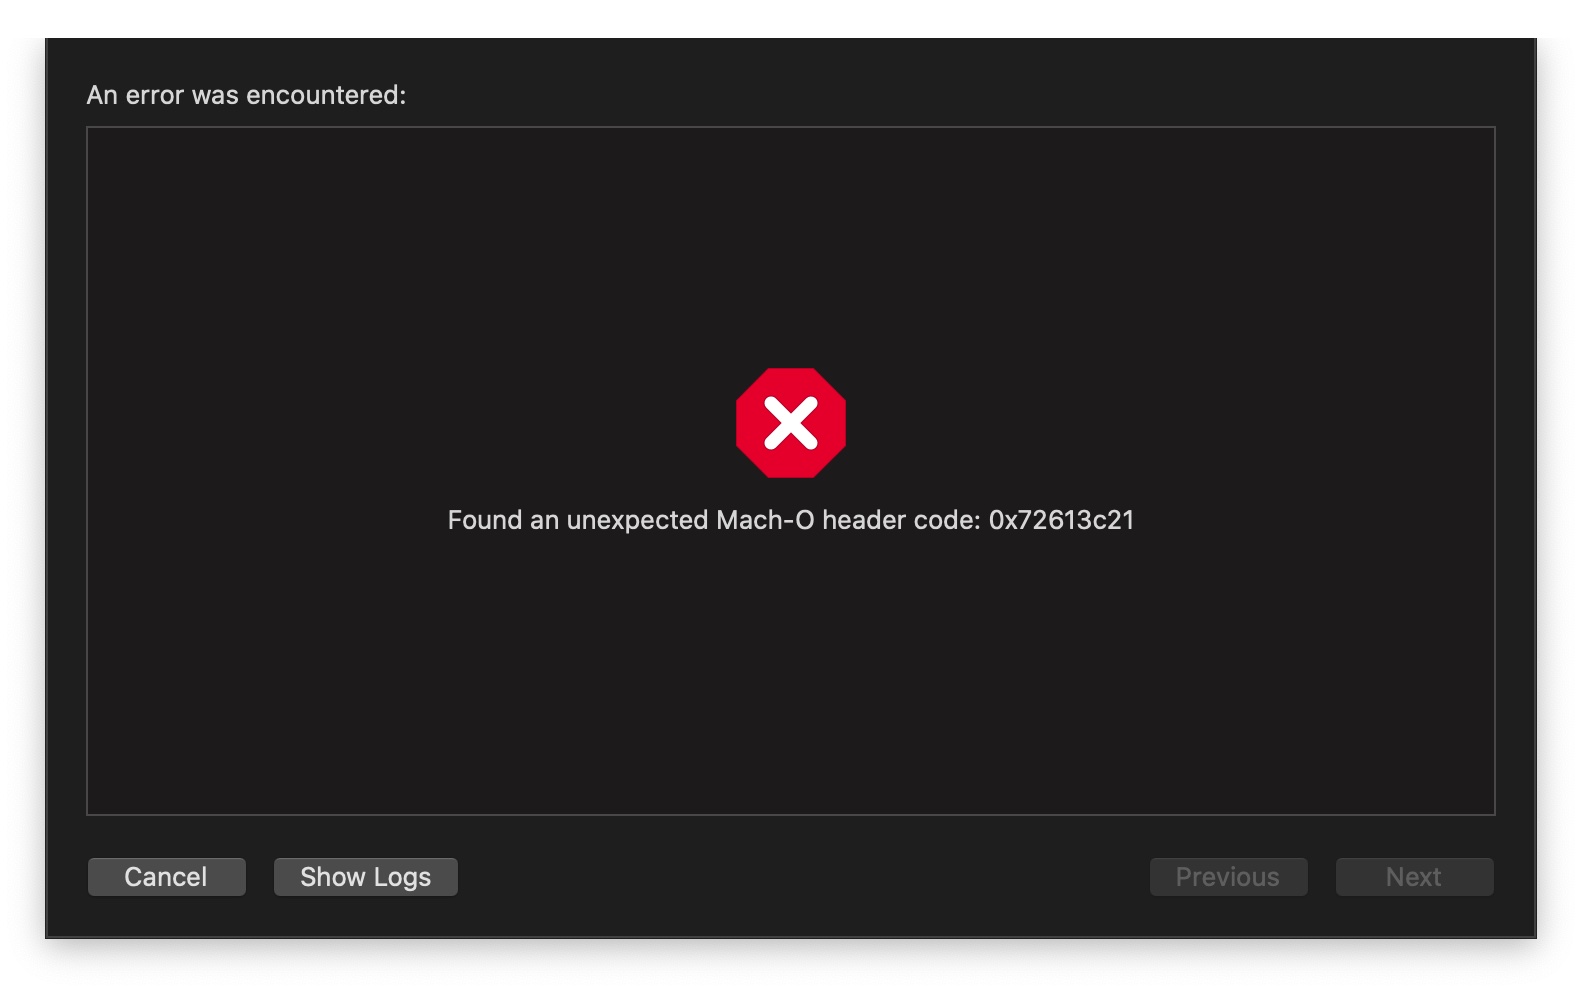 An error was encountered:
Found an unexpected Mach-O header code: 0x72613c21
Cancel
Show Logs
Previous
Next